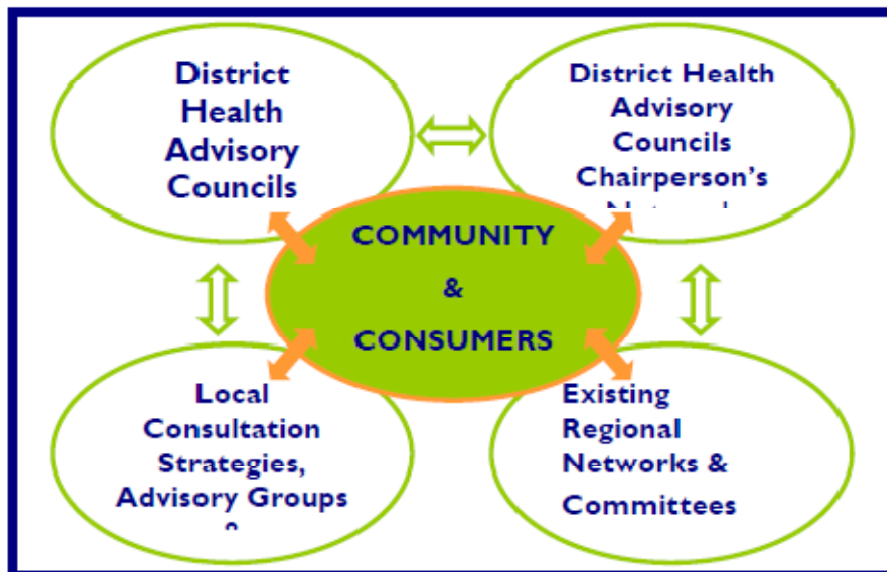 District
Health
Advisory
Councils
District Health
Advisory
Councils
Chairperson's
COMMUNITY
&
CONSUMERS
Local
Consultation
Strategies,
Advisory Groups
Existing
Regional
Networks &
Committees